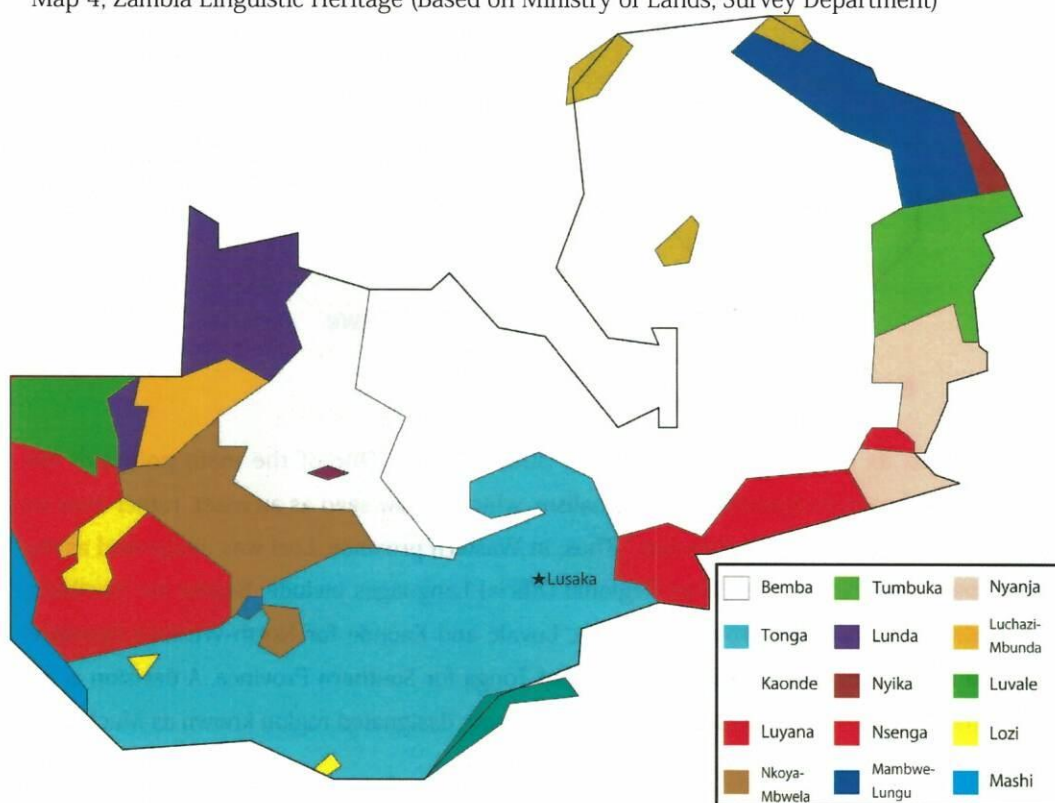 Map 4, Zambia Linguistic Heritage (Based on Ministry of Lands, Survey Department)
★Lusaka
Bemba
Tumbuka
Nyanja
Tonga
Lunda
Luchazi-
Mbunda
Kaonde
Nyika
Luvale
Luyana
Nsenga
Lozi
Nkoya-
Mbwela
Mambwe-
Lungu
Mashi